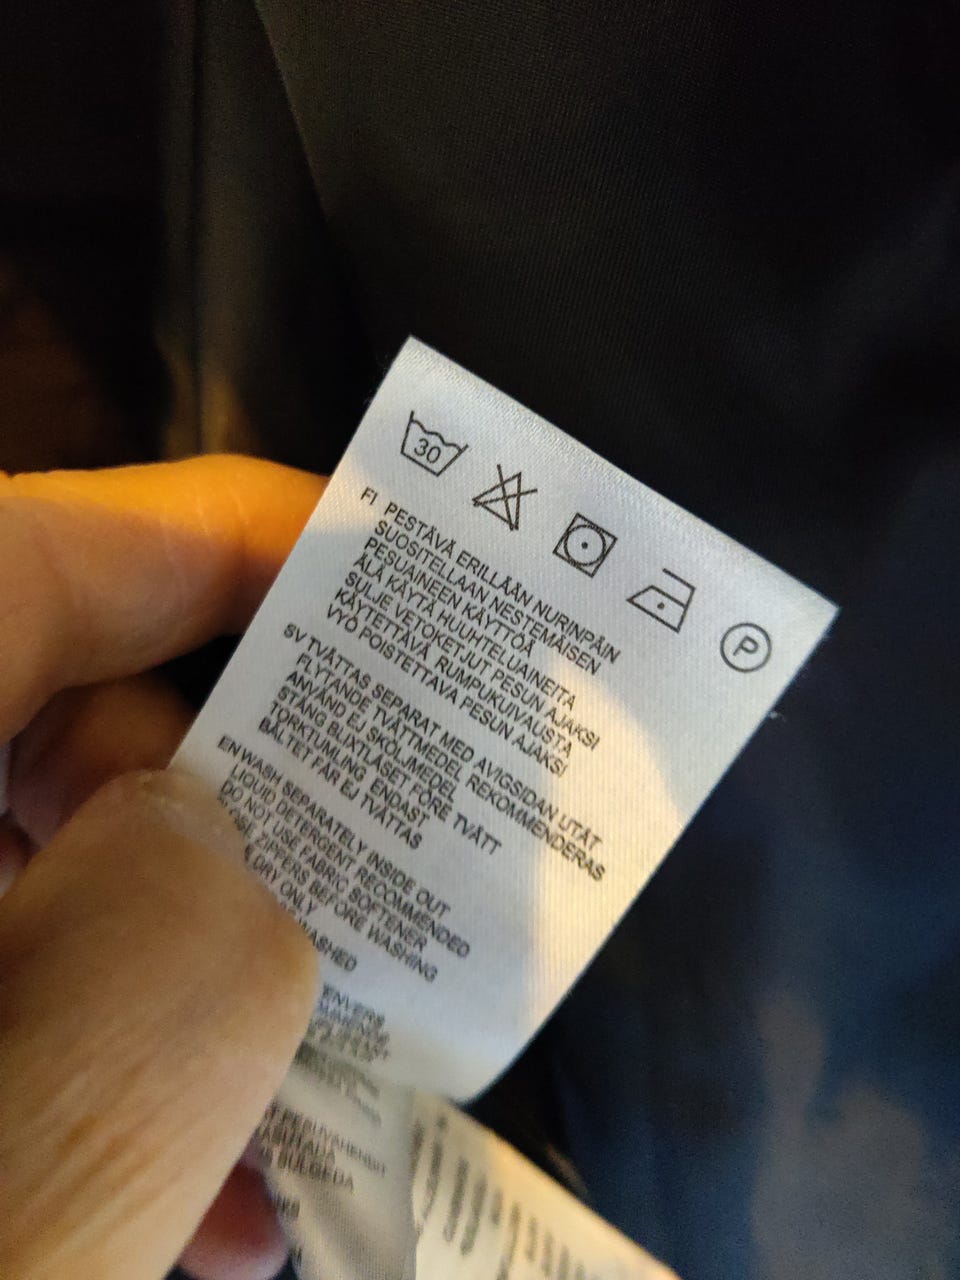 30
P
FI PESTÄVÄ ERILLÄÄN NURINPÄIN
SUOSITELLAAN NESTEMÄISEN
PESUAINEEN KÄYTTÖÄ
ÄLÄ KÄYTÄ HUUHTELUAINEITA
SULJE VETOKETJUT PESUN AJAKSI
KÄYTETTÄVÄ RUMPUKUIVAUSTA
VYÖ POISTETTAVA PESUN AJAKSI
SV TVÄTTAS SEPARAT MED AVIGSIDAN UTÅT
FLYTANDE TVÄTTMEDEL REKOMMENDERAS
ANVÄND EJ SKÖLJMEDEL
STÄNG BLIXTLÅSET FÖRE TVÄTT
TORKTUMLING ENDAST
BÄLTET FÅR EJ TVÄTTAS
EN WASH SEPARATELY INSIDE OUT
LIQUID DETERGENT RECOMMENDED
DO NOT USE FABRIC SOFTENER
ZIPPERS BEFORE WASHING
DRY ONLY
WASHED
ENVERS